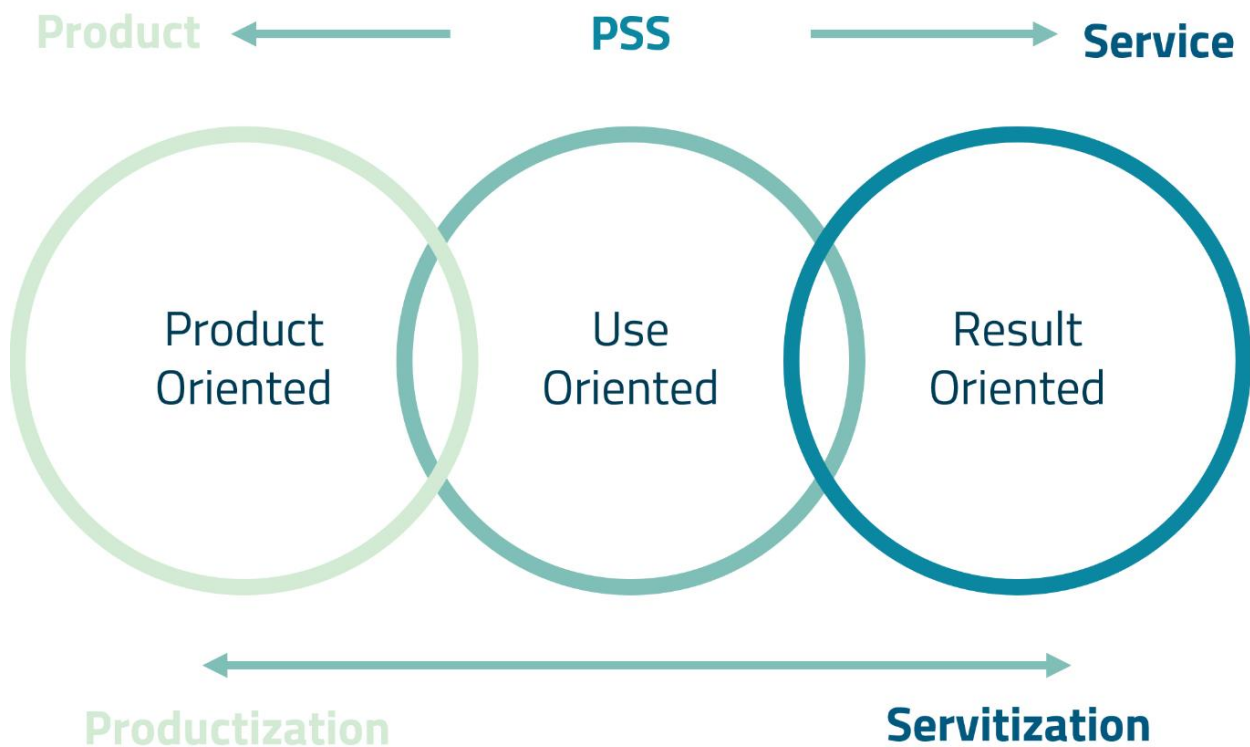 Product
PSS
Service
Product
Oriented
Use
Oriented
Result
Oriented
Productization
Servitization